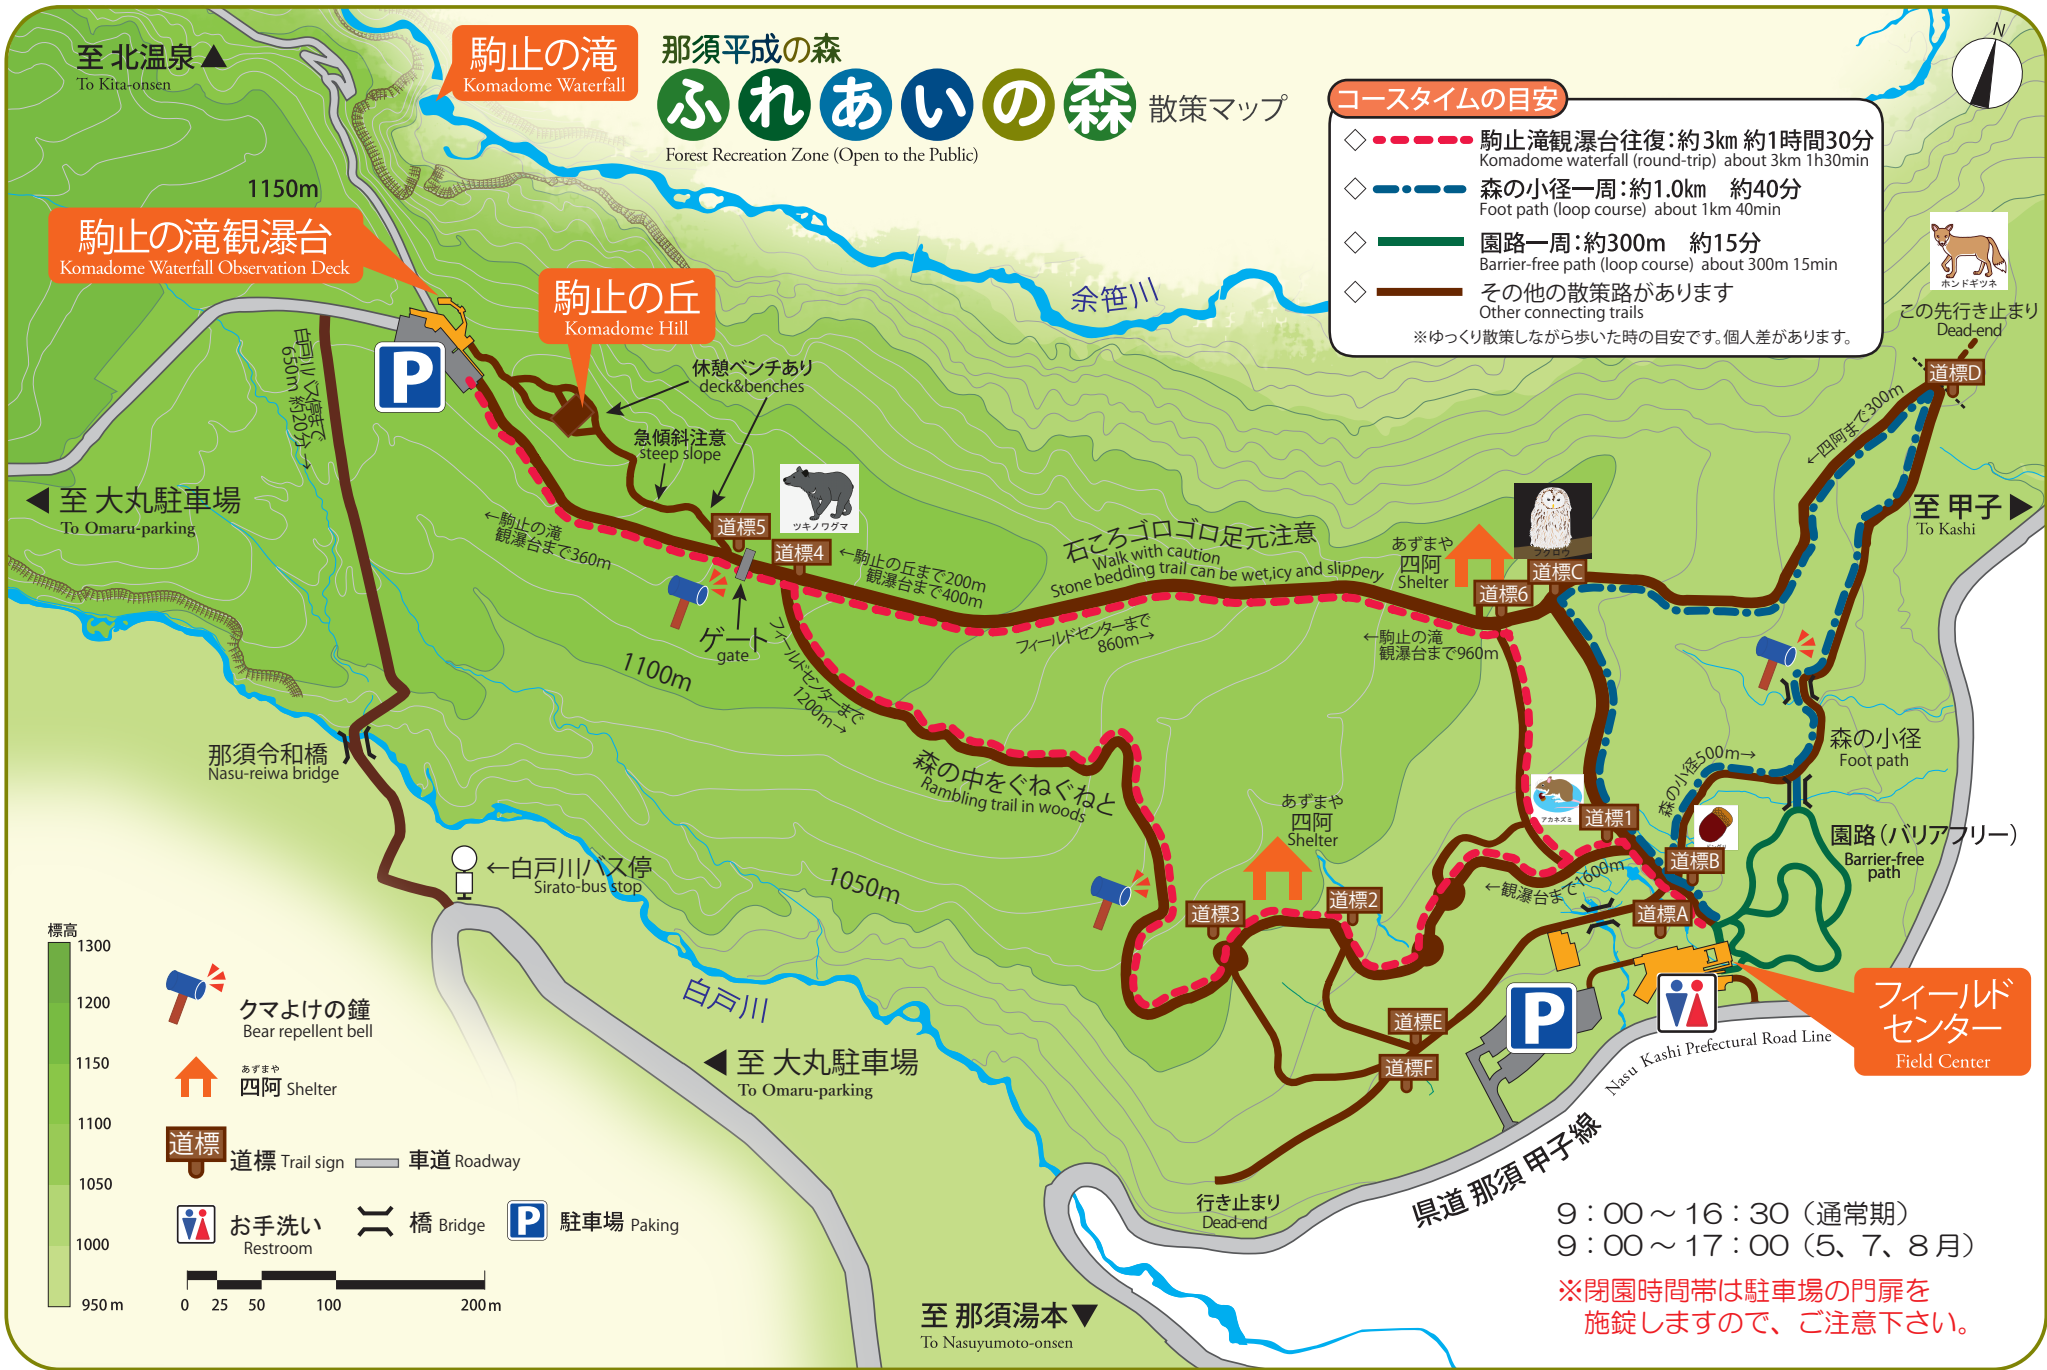 至 北温泉▲
To Kita-onsen
駒止の滝
Komadome Waterfall
那須平成の森
ふれあいの森 散策マップ
Forest Recreation Zone (Open to the Public)
N
コースタイムの目安
駒止滝観瀑台往復：約3㎞ 約1時間30分
Komadome waterfall (round-trip) about 3km 1h30min
森の小径一周：約1.0㎞ 約40分
Foot path (loop course) about 1km 40min
園路一周：約300m 約15分
Barrier-free path (loop course) about 300m 15min
その他の散策路があります
Other connecting trails
※ゆっくり散策しながら歩いた時の目安です。個人差があります。
1150m
駒止の滝観瀑台
Komadome Waterfall Observation Deck
駒止の丘
Komadome Hill
余笹川
ホンドギツネ
この先行き止まり
Dead-end
道標D
←四阿まで300m
白戸川バス停まで
650m 約20分→
P
休憩ベンチあり
deck&benches
急傾斜注意
steep slope
◀ 至 大丸駐車場
To Omaru-parking
至 甲子 ▶
To Kashi
ツキノワグマ
道標5
道標4
←駒止の滝
観瀑台まで360m
←駒止の丘まで200m
観瀑台まで400m
石ころゴロゴロ足元注意
Walk with caution
Stone bedding trail can be wet,icy and slippery
あずまや
四阿
Shelter
フクロウ
道標C
道標6
ゲート
gate
フィールドセンターまで
860m→
←駒止の滝
観瀑台まで960m
1100m
フィールドセンターまで
1200m→
那須令和橋
Nasu-reiwa bridge
森の中をぐねぐねと
Rambling trail in woods
森の小径
Foot path
森の小径500m→
アカネズミ
道標1
道標B
園路（バリアフリー）
Barrier-free
path
あずまや
四阿
Shelter
←白戸川バス停
Sirato-bus stop
1050m
←観瀑台まで1600m
道標2
道標3
道標A
フィールド
センター
Field Center
P
道標E
道標F
Nasu Kashi Prefectural Road Line
県道 那須 甲子線
白戸川
◀ 至 大丸駐車場
To Omaru-parking
行き止まり
Dead-end
標高
1300
1200
1150
1100
1050
1000
950 m
クマよけの鐘
Bear repellent bell
あずまや
四阿 Shelter
道標
道標 Trail sign
車道 Roadway
お手洗い
Restroom
橋 Bridge
P
駐車場 Paking
0 25 50 100 200m
至 那須湯本▼
To Nasuyumoto-onsen
9：00～16：30（通常期）
9：00～17：00（5、7、8月）
※閉園時間帯は駐車場の門扉を
施錠しますので、ご注意下さい。